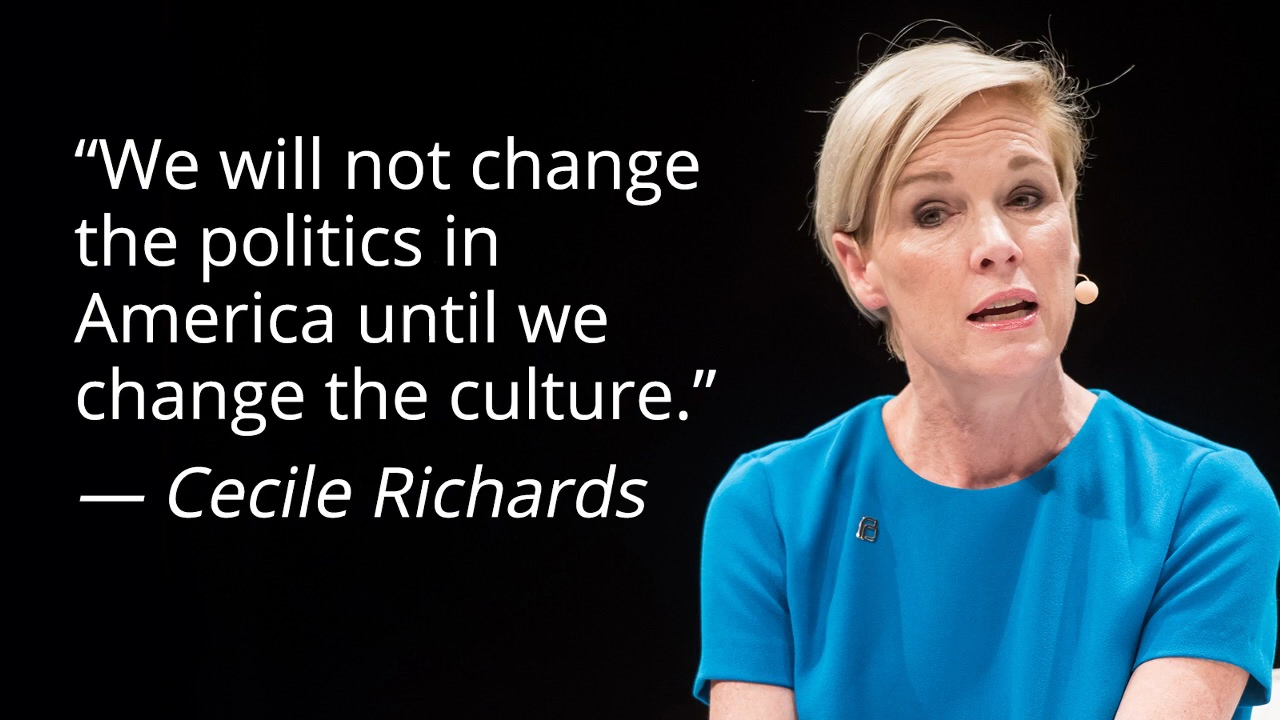 “We will not change
the politics in
America until we
change the culture.”
— Cecile Richards